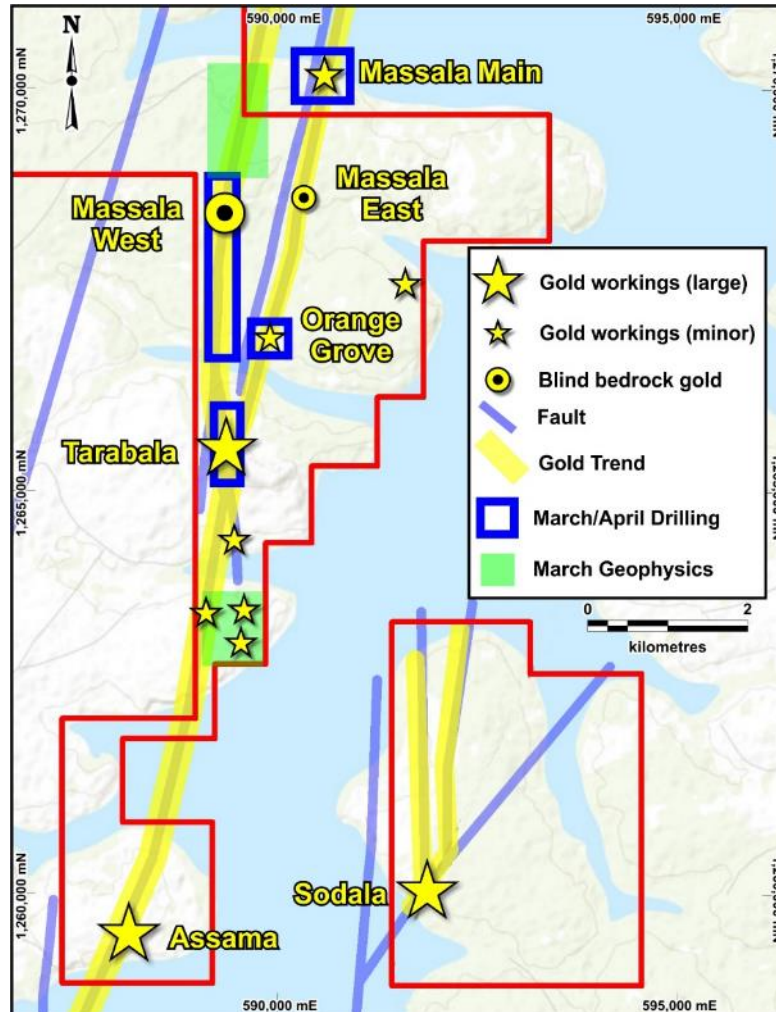 590,000 mE
595,000 mE
N
1,270,000 mN
Massala Main
Massala
East
Massala
West
Orange
Grove
Gold workings (large)
Gold workings (minor)
Blind bedrock gold
Fault
Gold Trend
March/April Drilling
March Geophysics
Tarabala
1,265,000 mN
0
2
kilometres
Sodala
Assama
1,260,000 mN
590,000 mE
595,000 mE